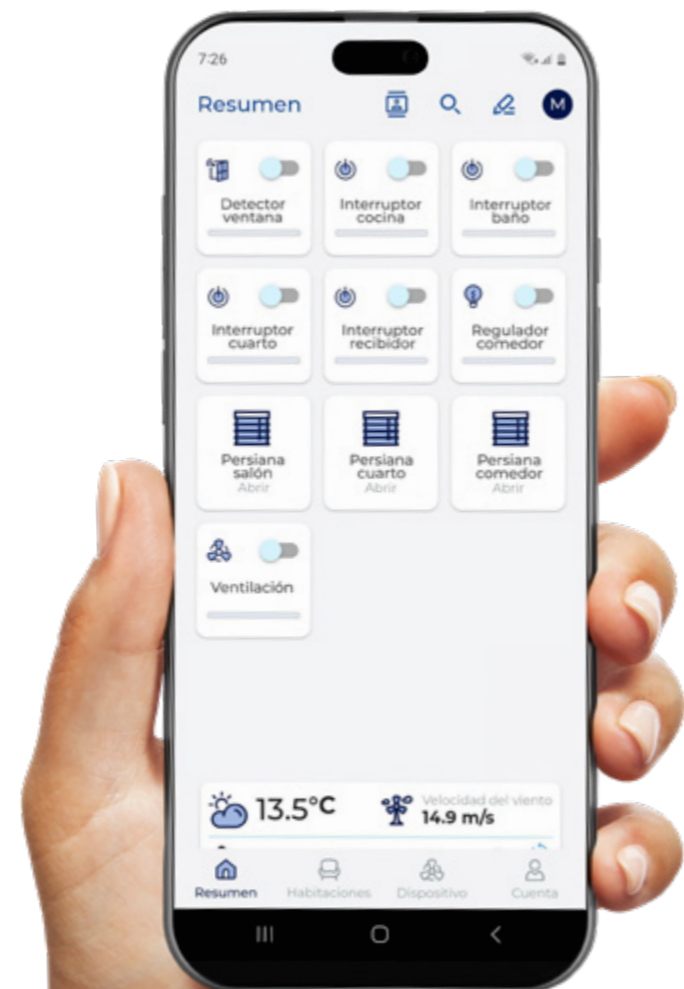 7:26
Resumen
M
Detector
ventana
Interruptor
cocina
Interruptor
baño
Interruptor
cuarto
Interruptor
recibidor
Regulador
comedor
Persiana
salón
Abrir
Persiana
cuarto
Abrir
Persiana
comedor
Abrir
Ventilación
13.5°C
Velocidad del viento
14.9 m/s
Resumen
Habitaciones
Dispositivo
Cuenta